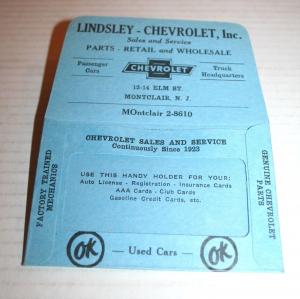 LINDSLEY - CHEVROLET, Inc.
Sales and Service
PARTS - RETAIL and WHOLESALE
Passenger Cars
CHEVROLET
Truck Headquarters
12-14 ELM ST.
MONTCLAIR, N. J.
MOntclair 2-8610
CHEVROLET SALES AND SERVICE
Continuously Since 1923
FACTORY TRAINED
MECHANICS
USE THIS HANDY HOLDER FOR YOUR:
Auto License - Registration - Insurance Cards
AAA Cards - Club Cards
Gasoline Credit Cards, etc.
GENUINE CHEVROLET
PARTS
OK — Used Cars — OK